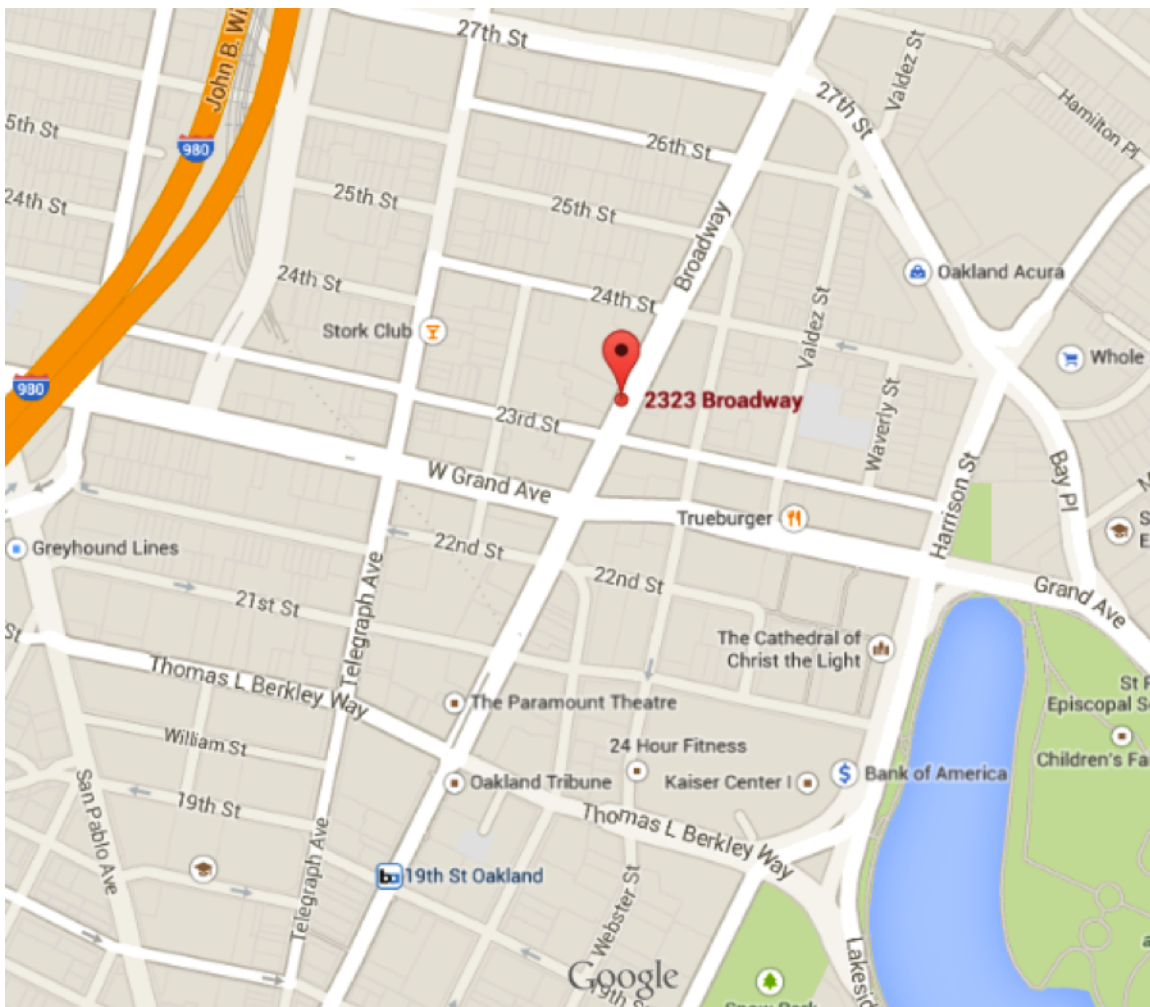 27th St
John B. Wi
Valdez St
27th St
Hamilton Pl
5th St
980
26th St
24th St
25th St
25th St
Broadway
Oakland Acura
24th St
24th St
Stork Club
Valdez St
Whole
980
2323 Broadway
23rd St
Waverly St
W Grand Ave
Harrison St
Bay Pl
Trueburger
Greyhound Lines
22nd St
22nd St
21st St
Telegraph Ave
Grand Ave
The Cathedral of
Christ the Light
St
Thomas L Berkley Way
The Paramount Theatre
Episcopal S
William St
24 Hour Fitness
Children's Fa
Oakland Tribune
Kaiser Center I
Bank of America
San Pablo Ave
19th St
Thomas L Berkley Way
19th St Oakland
Telegraph Ave
Webster St
Lakesid
Google
19th St
Snow Park